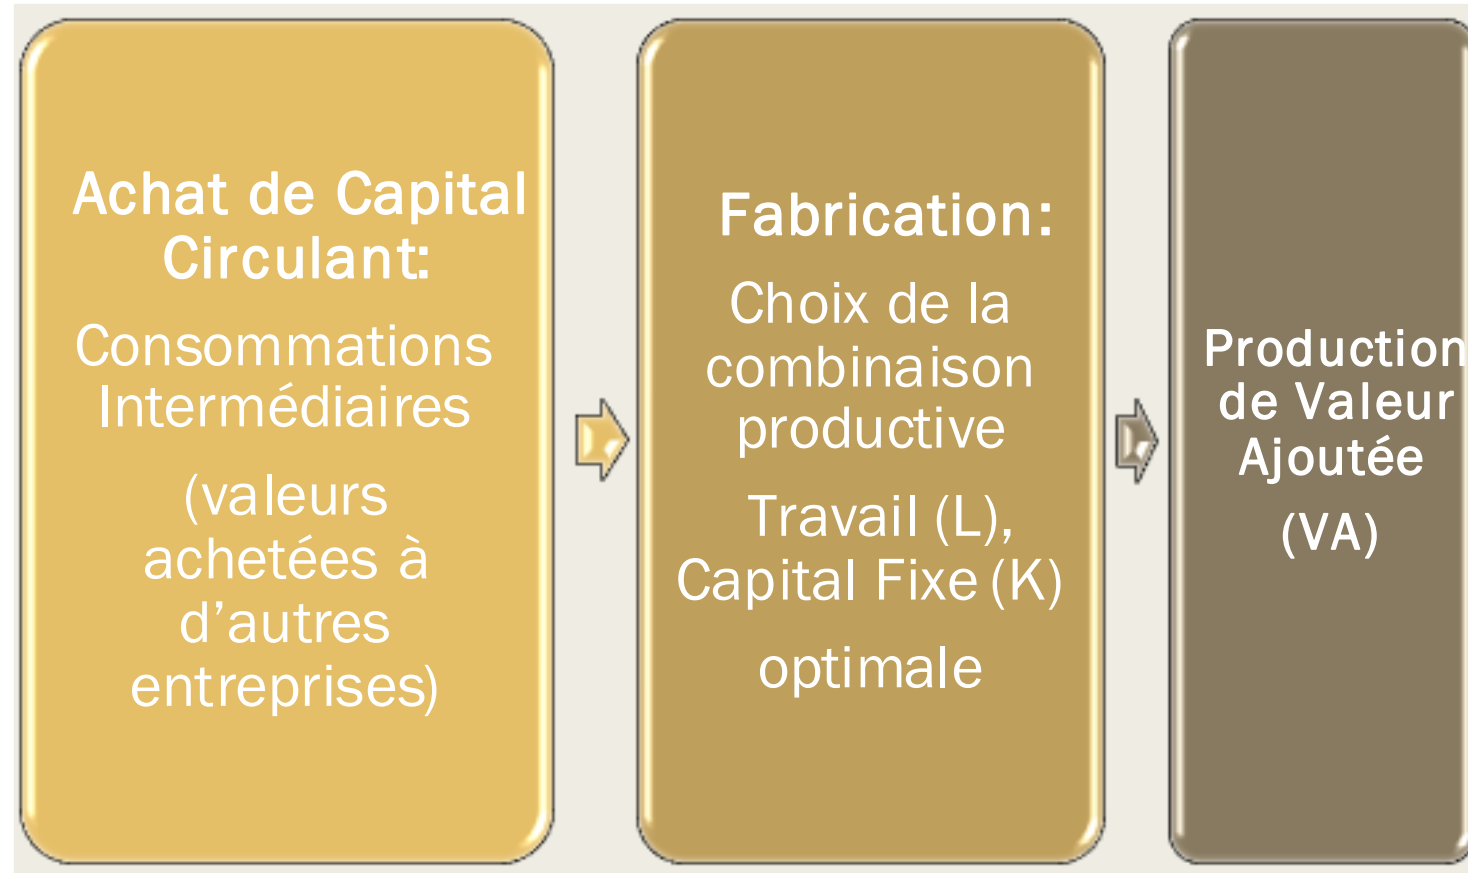 Achat de Capital
Circulant:
Consommations
Intermédiaires
(valeurs
achetées à
d’autres
entreprises)
Fabrication:
Choix de la
combinaison
productive
Travail (L),
Capital Fixe (K)
optimale
Production
de Valeur
Ajoutée
(VA)